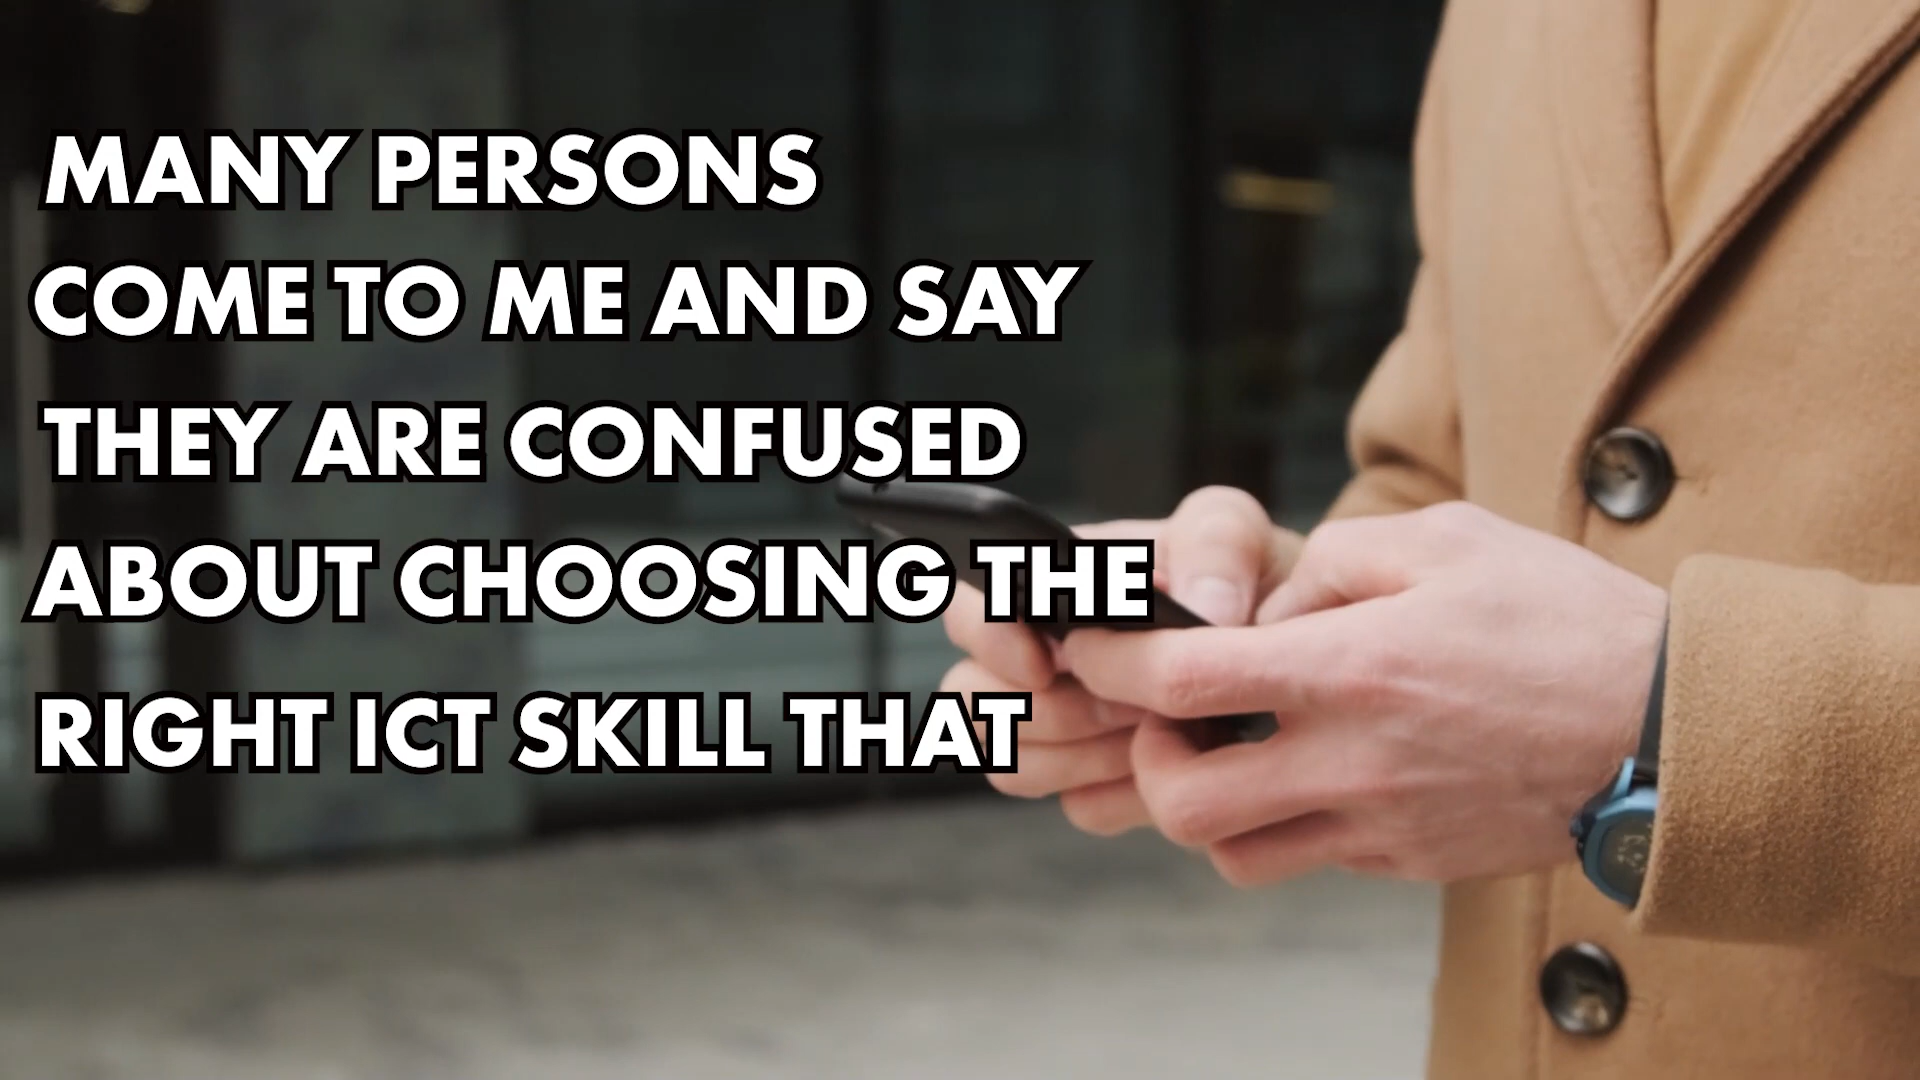 MANY PERSONS
COME TO ME AND SAY
THEY ARE CONFUSED
ABOUT CHOOSING THE
RIGHT ICT SKILL THAT